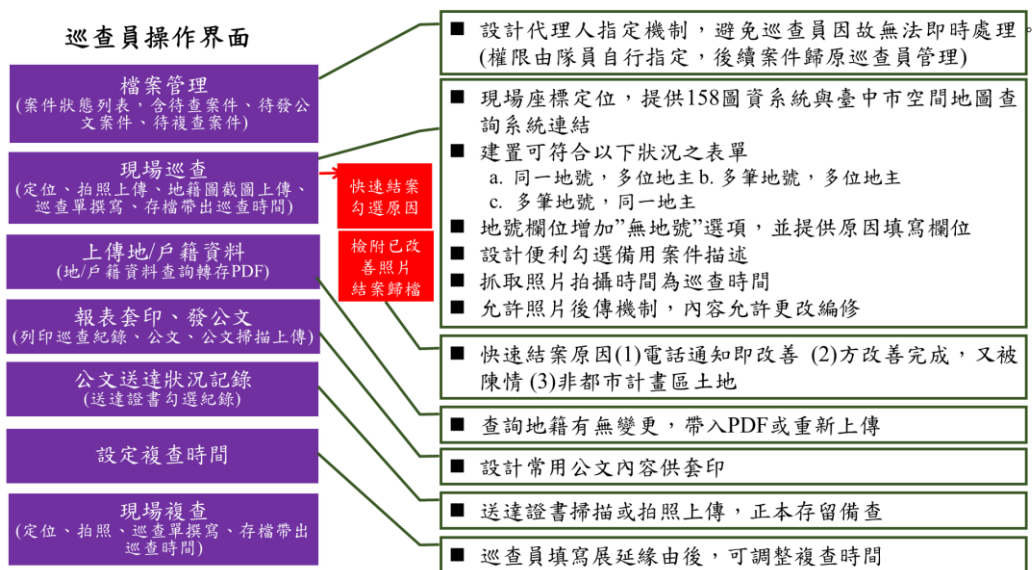 巡查員操作界面
檔案管理
(案件狀態列表，含待查案件、待發公
文案件、待複查案件)
現場巡查
(定位、拍照上傳、地籍圖截圖上傳、
巡查單撰寫、存檔帶出巡查時間)
上傳地/戶籍資料
(地/戶籍資料查詢轉存PDF)
報表套印、發公文
(列印巡查紀錄、公文、公文掃描上傳)
公文送達狀況記錄
(送達證書勾選紀錄)
設定複查時間
現場複查
(定位、拍照、巡查單撰寫、存檔帶出
巡查時間)
快速結案
勾選原因
檢附已改
善照片
結案歸檔
■ 設計代理人指定機制，避免巡查員因故無法即時處理。
(權限由隊員自行指定，後續案件歸原巡查員管理)
■ 現場座標定位，提供158圖資系統與臺中市空間地圖查
詢系統連結
■ 建置可符合以下狀況之表單
a. 同一地號，多位地主 b. 多筆地號，多位地主
c. 多筆地號，同一地主
■ 地號欄位增加”無地號”選項，並提供原因填寫欄位
■ 設計便利勾選備用案件描述
■ 抓取照片拍攝時間為巡查時間
■ 允許照片後傳機制，內容允許更改編修
■ 快速結案原因(1)電話通知即改善 (2)方改善完成，又被
陳情 (3)非都市計畫區土地
■ 查詢地籍有無變更，帶入PDF或重新上傳
■ 設計常用公文內容供套印
■ 送達證書掃描或拍照上傳，正本存留備查
■ 巡查員填寫展延緣由後，可調整複查時間